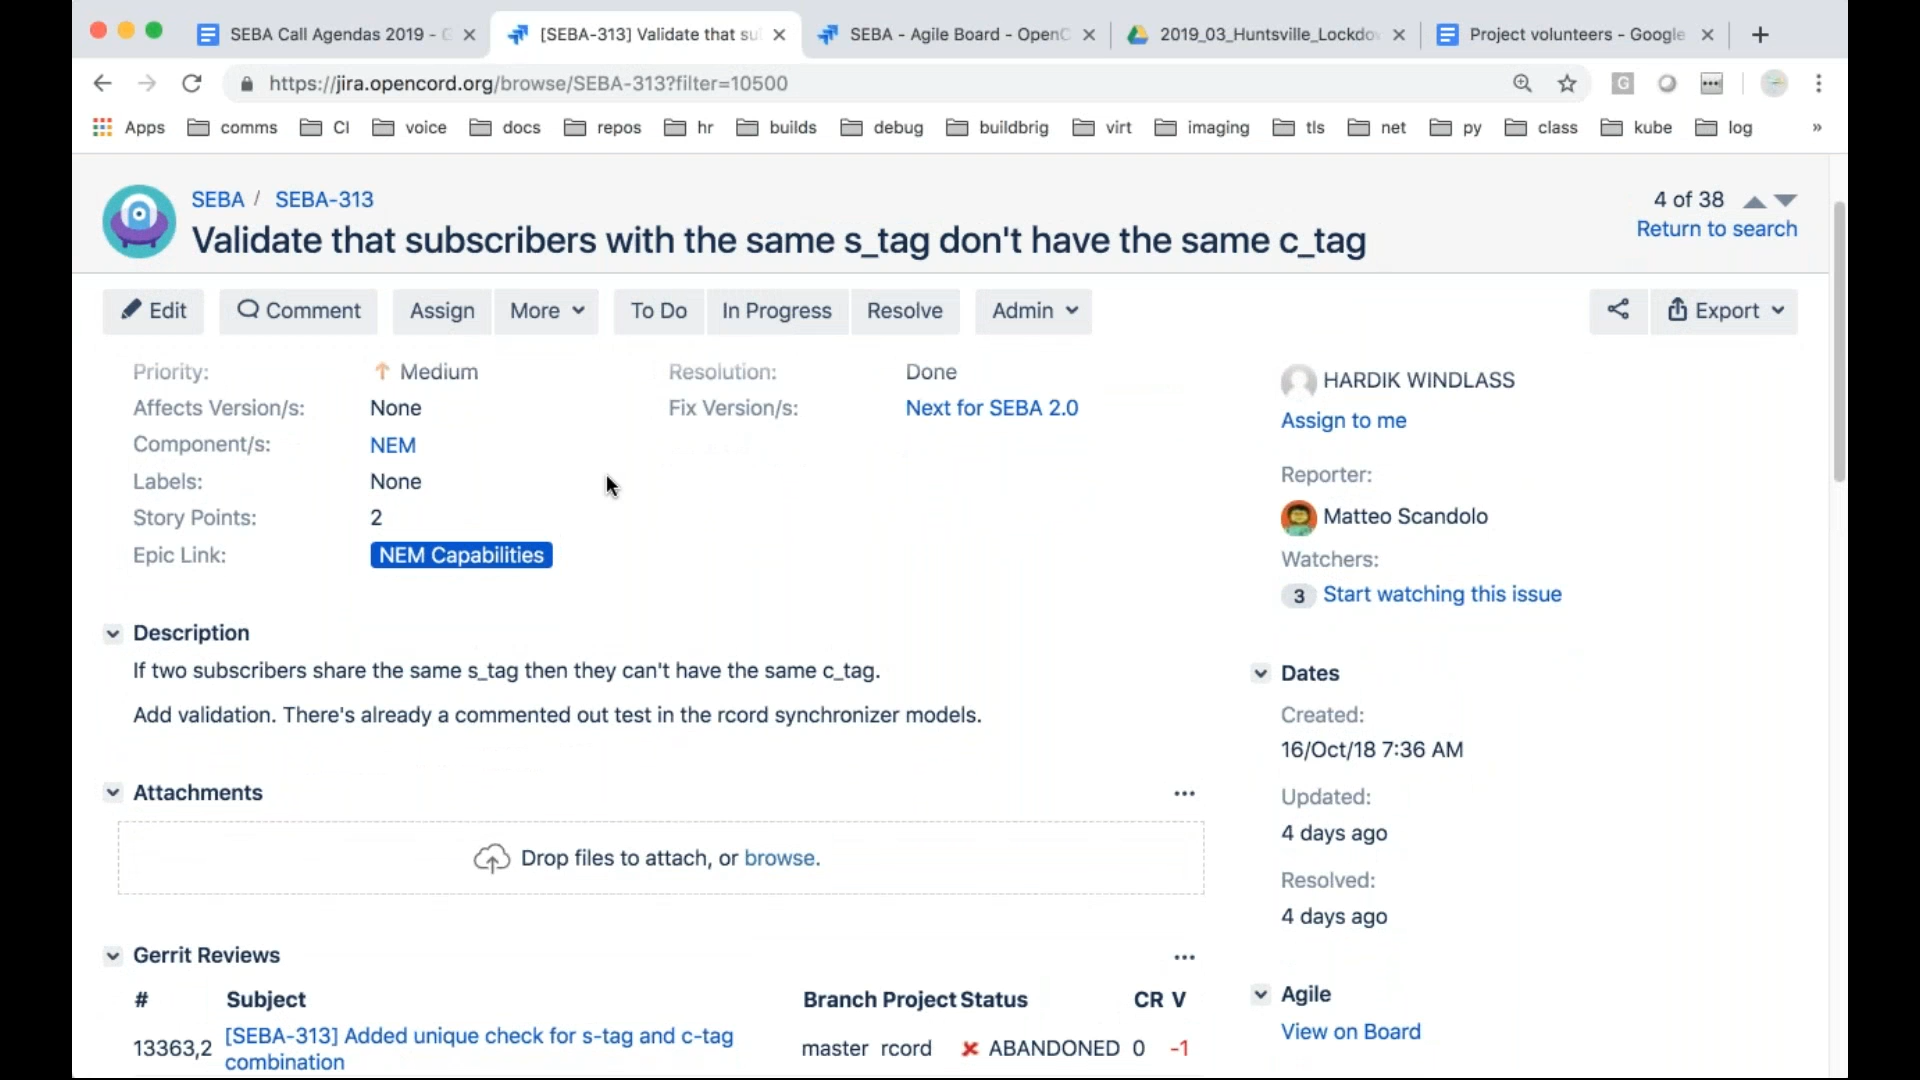 SEBA Call Agendas 2019 - G
[SEBA-313] Validate that su
SEBA - Agile Board - OpenC
2019_03_Huntsville_Lockdo
Project volunteers - Google
https://jira.opencord.org/browse/SEBA-313?filter=10500
G
Apps comms CI voice docs repos hr builds debug buildbrig virt imaging tls net py class kube log »
SEBA / SEBA-313
4 of 38
Validate that subscribers with the same s_tag don't have the same c_tag
Return to search
Edit Comment Assign More To Do In Progress Resolve Admin Export
Priority: Medium Resolution: Done
Affects Version/s: None Fix Version/s: Next for SEBA 2.0
Component/s: NEM
Labels: None
Story Points: 2
Epic Link: NEM Capabilities
HARDIK WINDLASS
Assign to me
Reporter:
Matteo Scandolo
Watchers:
3 Start watching this issue
Description
If two subscribers share the same s_tag then they can't have the same c_tag.
Add validation. There's already a commented out test in the rcord synchronizer models.
Dates
Created:
16/Oct/18 7:36 AM
Updated:
4 days ago
Resolved:
4 days ago
Attachments
Drop files to attach, or browse.
Gerrit Reviews
# Subject Branch Project Status CR V
13363,2 [SEBA-313] Added unique check for s-tag and c-tag combination master rcord ABANDONED 0 -1
Agile
View on Board